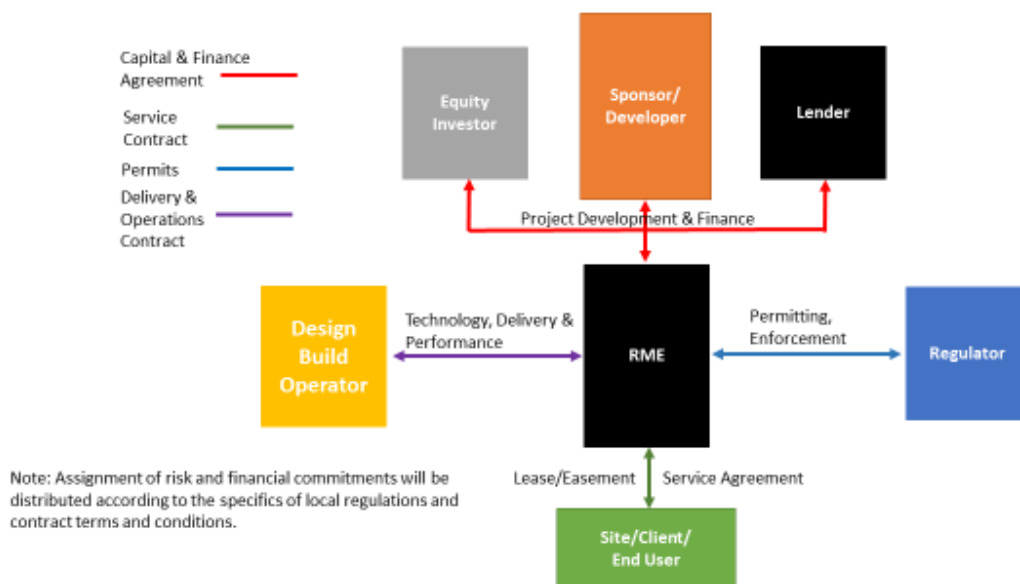 Capital & Finance
Agreement
Service
Contract
Permits
Delivery &
Operations
Contract
Equity
Investor
Sponsor/
Developer
Lender
Project Development & Finance
Design
Build
Operator
Technology, Delivery &
Performance
RME
Permitting,
Enforcement
Regulator
Lease/Easement
Service Agreement
Note: Assignment of risk and financial commitments will be
distributed according to the specifics of local regulations and
contract terms and conditions.
Site/Client/
End User